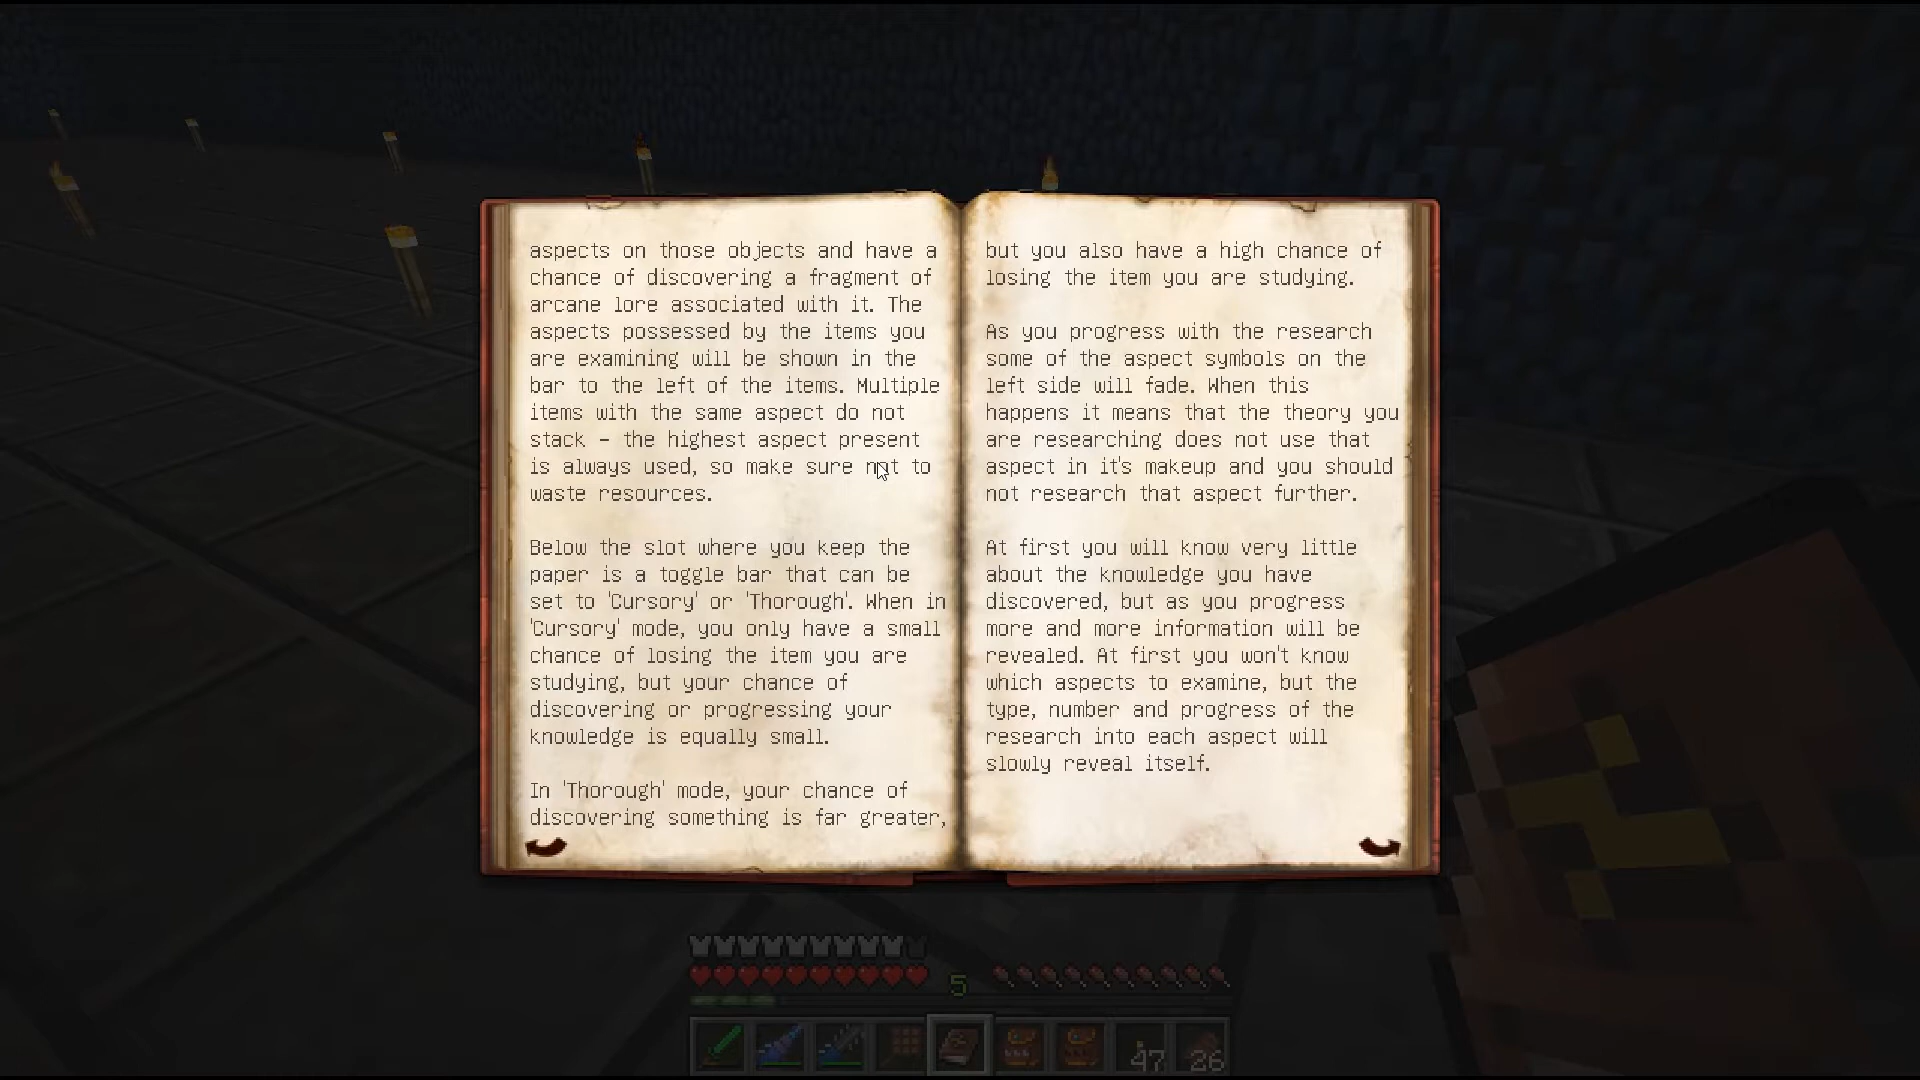 aspects on those objects and have a
chance of discovering a fragment of
arcane lore associated with it. The
aspects possessed by the items you
are examining will be shown in the
bar to the left of the items. Multiple
items with the same aspect do not
stack - the highest aspect present
is always used, so make sure not to
waste resources.
Below the slot where you keep the
paper is a toggle bar that can be
set to 'Cursory' or 'Thorough'. When in
'Cursory' mode, you only have a small
chance of losing the item you are
studying, but your chance of
discovering or progressing your
knowledge is equally small.
In 'Thorough' mode, your chance of
discovering something is far greater,
but you also have a high chance of
losing the item you are studying.
As you progress with the research
some of the aspect symbols on the
left side will fade. When this
happens it means that the theory you
are researching does not use that
aspect in it's makeup and you should
not research that aspect further.
At first you will know very little
about the knowledge you have
discovered, but as you progress
more and more information will be
revealed. At first you won't know
which aspects to examine, but the
type, number and progress of the
research into each aspect will
slowly reveal itself.
5
47
26